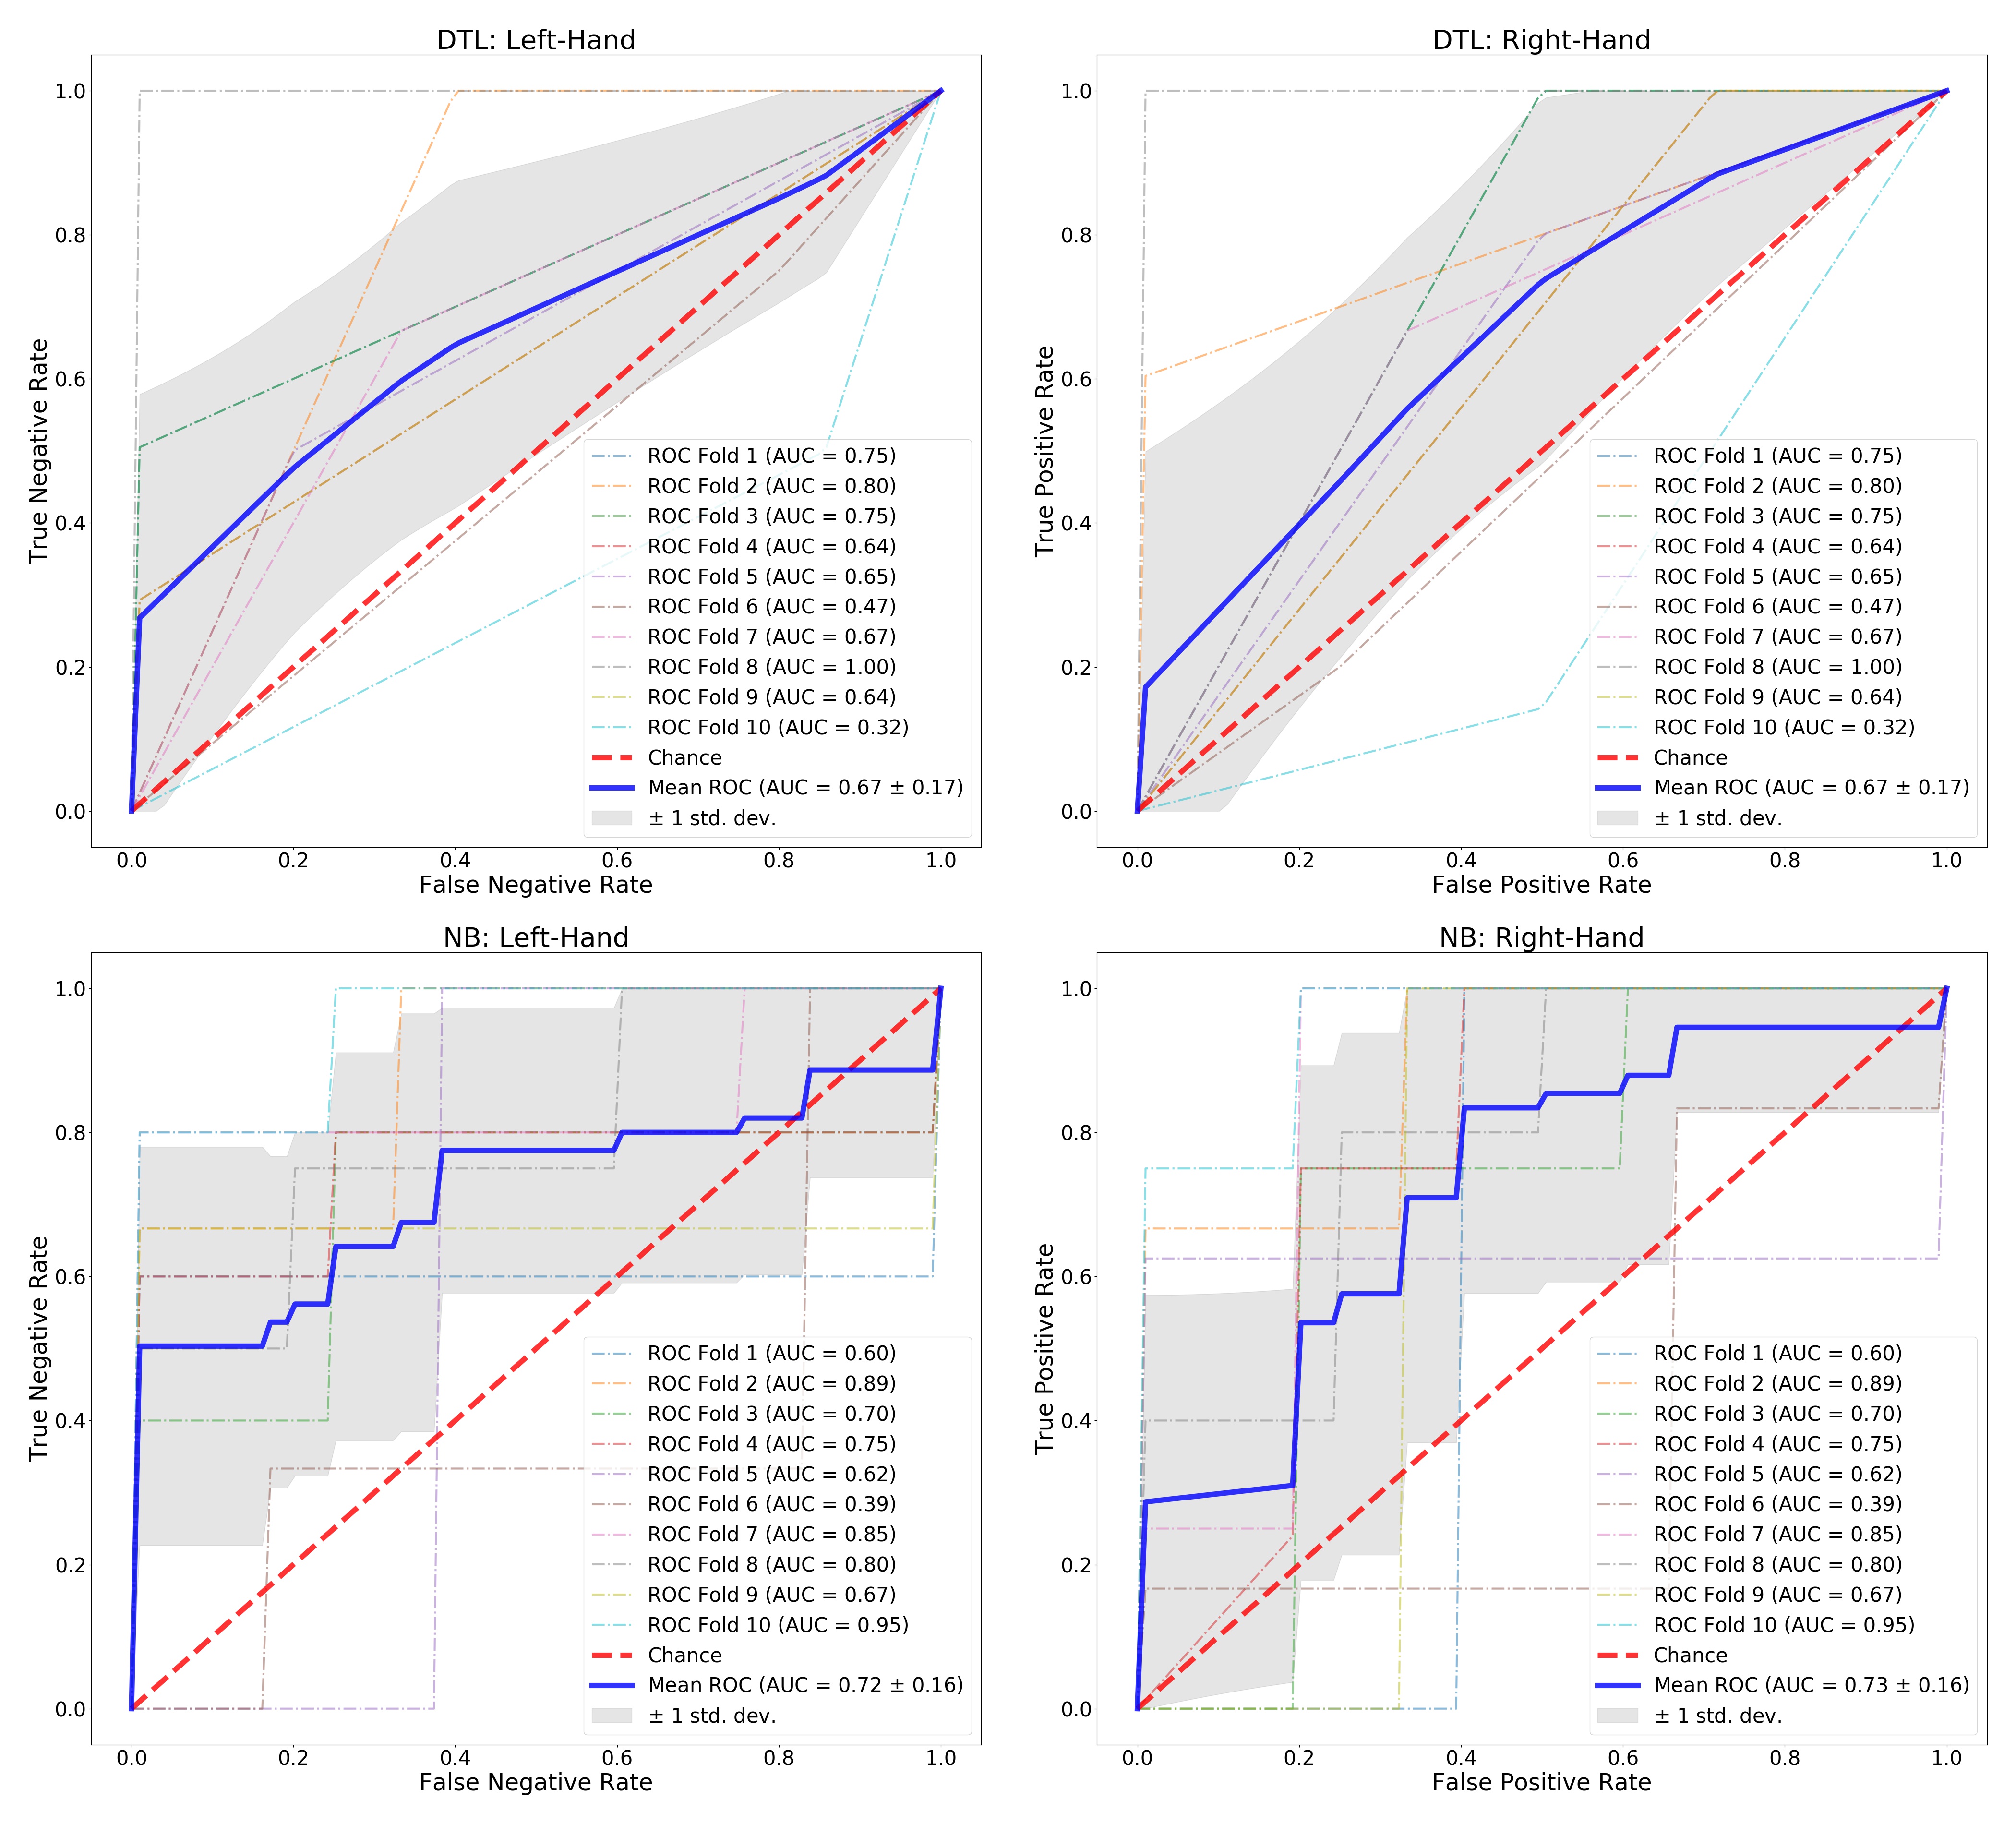 DTL: Left-Hand
True Negative Rate
1.0
0.8
0.6
0.4
0.2
0.0
ROC Fold 1 (AUC = 0.75)
ROC Fold 2 (AUC = 0.80)
ROC Fold 3 (AUC = 0.75)
ROC Fold 4 (AUC = 0.64)
ROC Fold 5 (AUC = 0.65)
ROC Fold 6 (AUC = 0.47)
ROC Fold 7 (AUC = 0.67)
ROC Fold 8 (AUC = 1.00)
ROC Fold 9 (AUC = 0.64)
ROC Fold 10 (AUC = 0.32)
Chance
Mean ROC (AUC = 0.67 ± 0.17)
± 1 std. dev.
0.0 0.2 0.4 0.6 0.8 1.0
False Negative Rate
DTL: Right-Hand
True Positive Rate
1.0
0.8
0.6
0.4
0.2
0.0
ROC Fold 1 (AUC = 0.75)
ROC Fold 2 (AUC = 0.80)
ROC Fold 3 (AUC = 0.75)
ROC Fold 4 (AUC = 0.64)
ROC Fold 5 (AUC = 0.65)
ROC Fold 6 (AUC = 0.47)
ROC Fold 7 (AUC = 0.67)
ROC Fold 8 (AUC = 1.00)
ROC Fold 9 (AUC = 0.64)
ROC Fold 10 (AUC = 0.32)
Chance
Mean ROC (AUC = 0.67 ± 0.17)
± 1 std. dev.
0.0 0.2 0.4 0.6 0.8 1.0
False Positive Rate
NB: Left-Hand
True Negative Rate
1.0
0.8
0.6
0.4
0.2
0.0
ROC Fold 1 (AUC = 0.60)
ROC Fold 2 (AUC = 0.89)
ROC Fold 3 (AUC = 0.70)
ROC Fold 4 (AUC = 0.75)
ROC Fold 5 (AUC = 0.62)
ROC Fold 6 (AUC = 0.39)
ROC Fold 7 (AUC = 0.85)
ROC Fold 8 (AUC = 0.80)
ROC Fold 9 (AUC = 0.67)
ROC Fold 10 (AUC = 0.95)
Chance
Mean ROC (AUC = 0.72 ± 0.16)
± 1 std. dev.
0.0 0.2 0.4 0.6 0.8 1.0
False Negative Rate
NB: Right-Hand
True Positive Rate
1.0
0.8
0.6
0.4
0.2
0.0
ROC Fold 1 (AUC = 0.60)
ROC Fold 2 (AUC = 0.89)
ROC Fold 3 (AUC = 0.70)
ROC Fold 4 (AUC = 0.75)
ROC Fold 5 (AUC = 0.62)
ROC Fold 6 (AUC = 0.39)
ROC Fold 7 (AUC = 0.85)
ROC Fold 8 (AUC = 0.80)
ROC Fold 9 (AUC = 0.67)
ROC Fold 10 (AUC = 0.95)
Chance
Mean ROC (AUC = 0.73 ± 0.16)
± 1 std. dev.
0.0 0.2 0.4 0.6 0.8 1.0
False Positive Rate